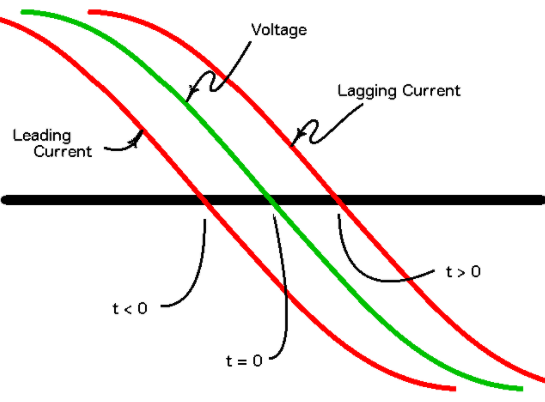 Voltage
Lagging Current
Leading
Current
t > 0
t < 0
t = 0